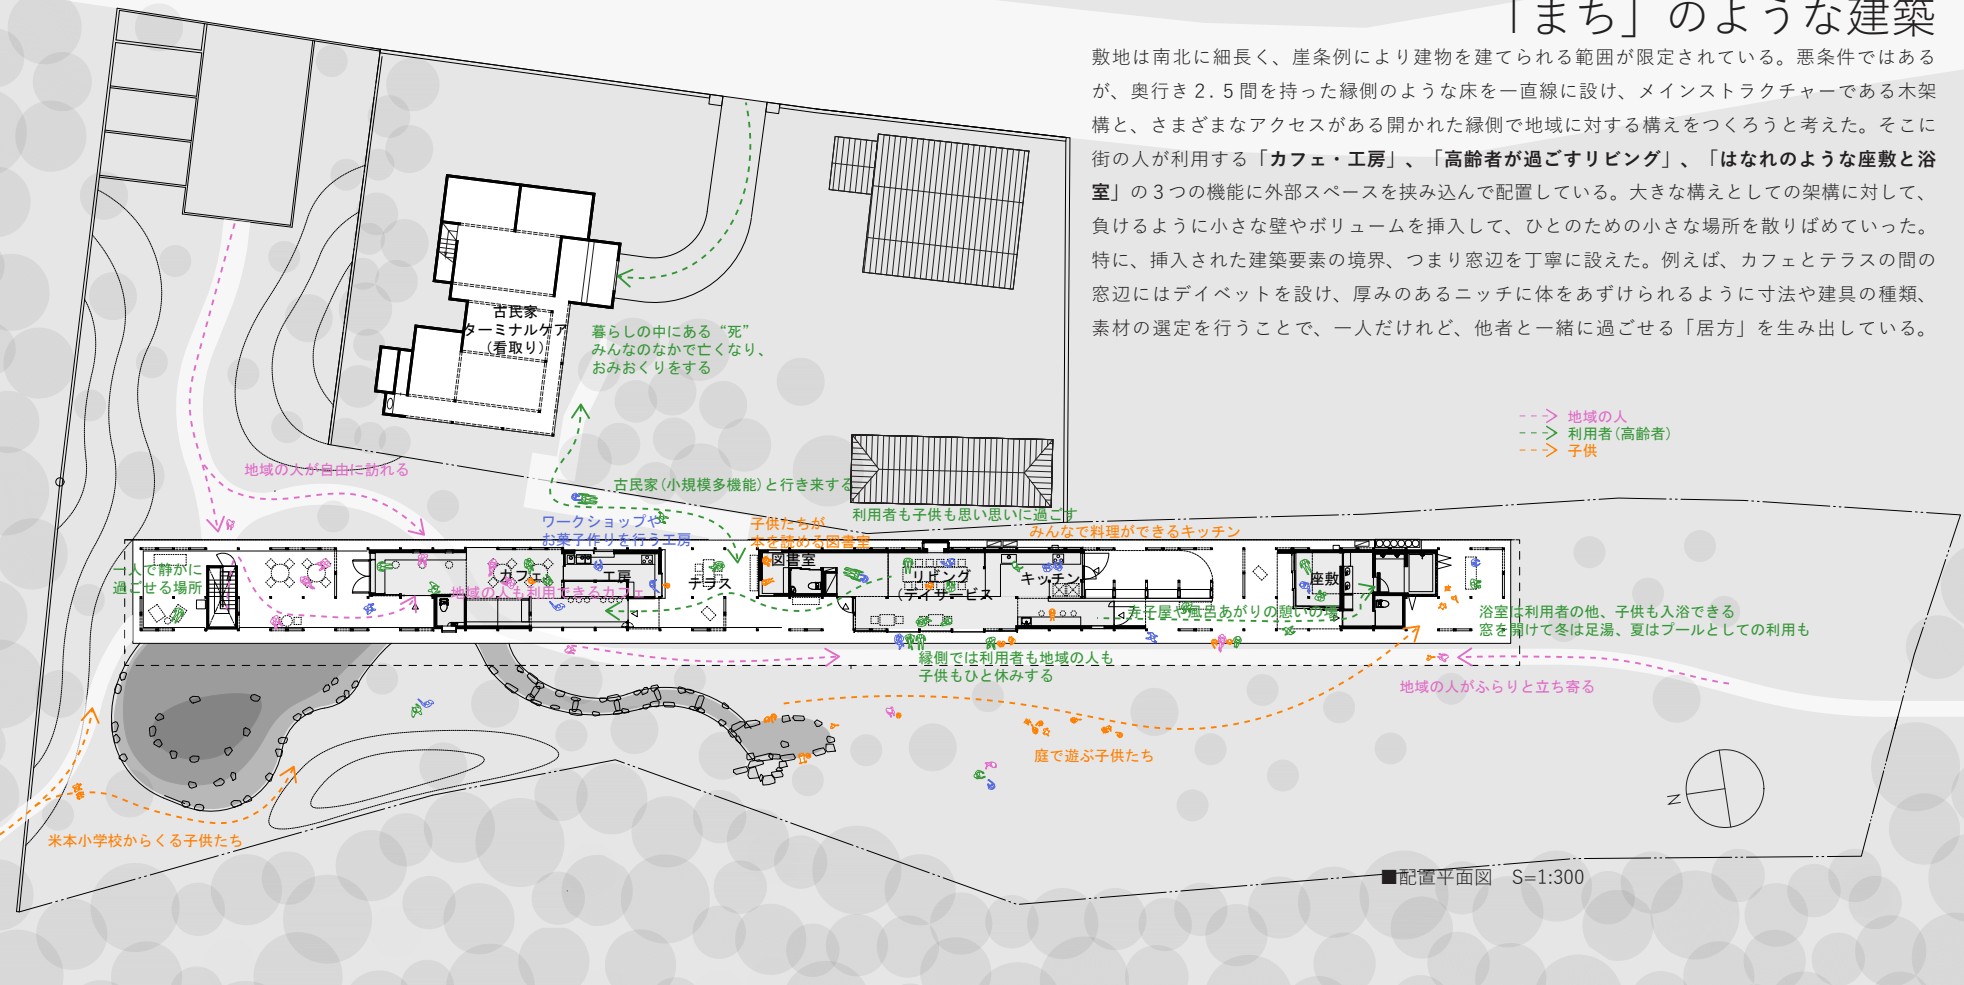 「まち」のような建築
敷地は南北に細長く、崖条例により建物を建てられる範囲が限定されている。悪条件ではある
が、奥行き2.5間を持った縁側のような床を一直線に設け、メインストラクチャーである木架
構と、さまざまなアクセスがある開かれた縁側で地域に対する構えをつくろうと考えた。そこに
街の人が利用する「カフェ・工房」、「高齢者が過ごすリビング」、「はなれのような座敷と浴
室」の3つの機能に外部スペースを挟み込んで配置している。大きな構えとしての架構に対して、
負けるように小さな壁やボリュームを挿入して、ひとのための小さな場所を散りばめていった。
特に、挿入された建築要素の境界、つまり窓辺を丁寧に設えた。例えば、カフェとテラスの間の
窓辺にはデイベットを設け、厚みのあるニッチに体をあずけられるように寸法や建具の種類、
素材の選定を行うことで、一人だけれど、他者と一緒に過ごせる「居方」を生み出している。
古民家
ターミナルケア
(看取り)
暮らしの中にある“死”
みんなのなかで亡くなり、
おみおくりをする
地域の人
利用者(高齢者)
子供
地域の人が自由に訪れる
古民家(小規模多機能)と行き来する
ワークショップや
お菓子作りを行う工房
子供たちが
本を読める図書室
利用者も子供も思い思いに過ごす
みんなで料理ができるキッチン
一人で静かに
過ごせる場所
カフェ
工房
地域の人も利用できるカフェ
テラス
図書室
リビング
(デイサービス
キッチン
寺子屋や風呂あがりの憩いの場
座敷
浴室は利用者の他、子供も入浴できる
窓を開けて冬は足湯、夏はプールとしての利用も
縁側では利用者も地域の人も
子供もひと休みする
地域の人がふらりと立ち寄る
庭で遊ぶ子供たち
米本小学校からくる子供たち
N
■配置平面図 S=1:300